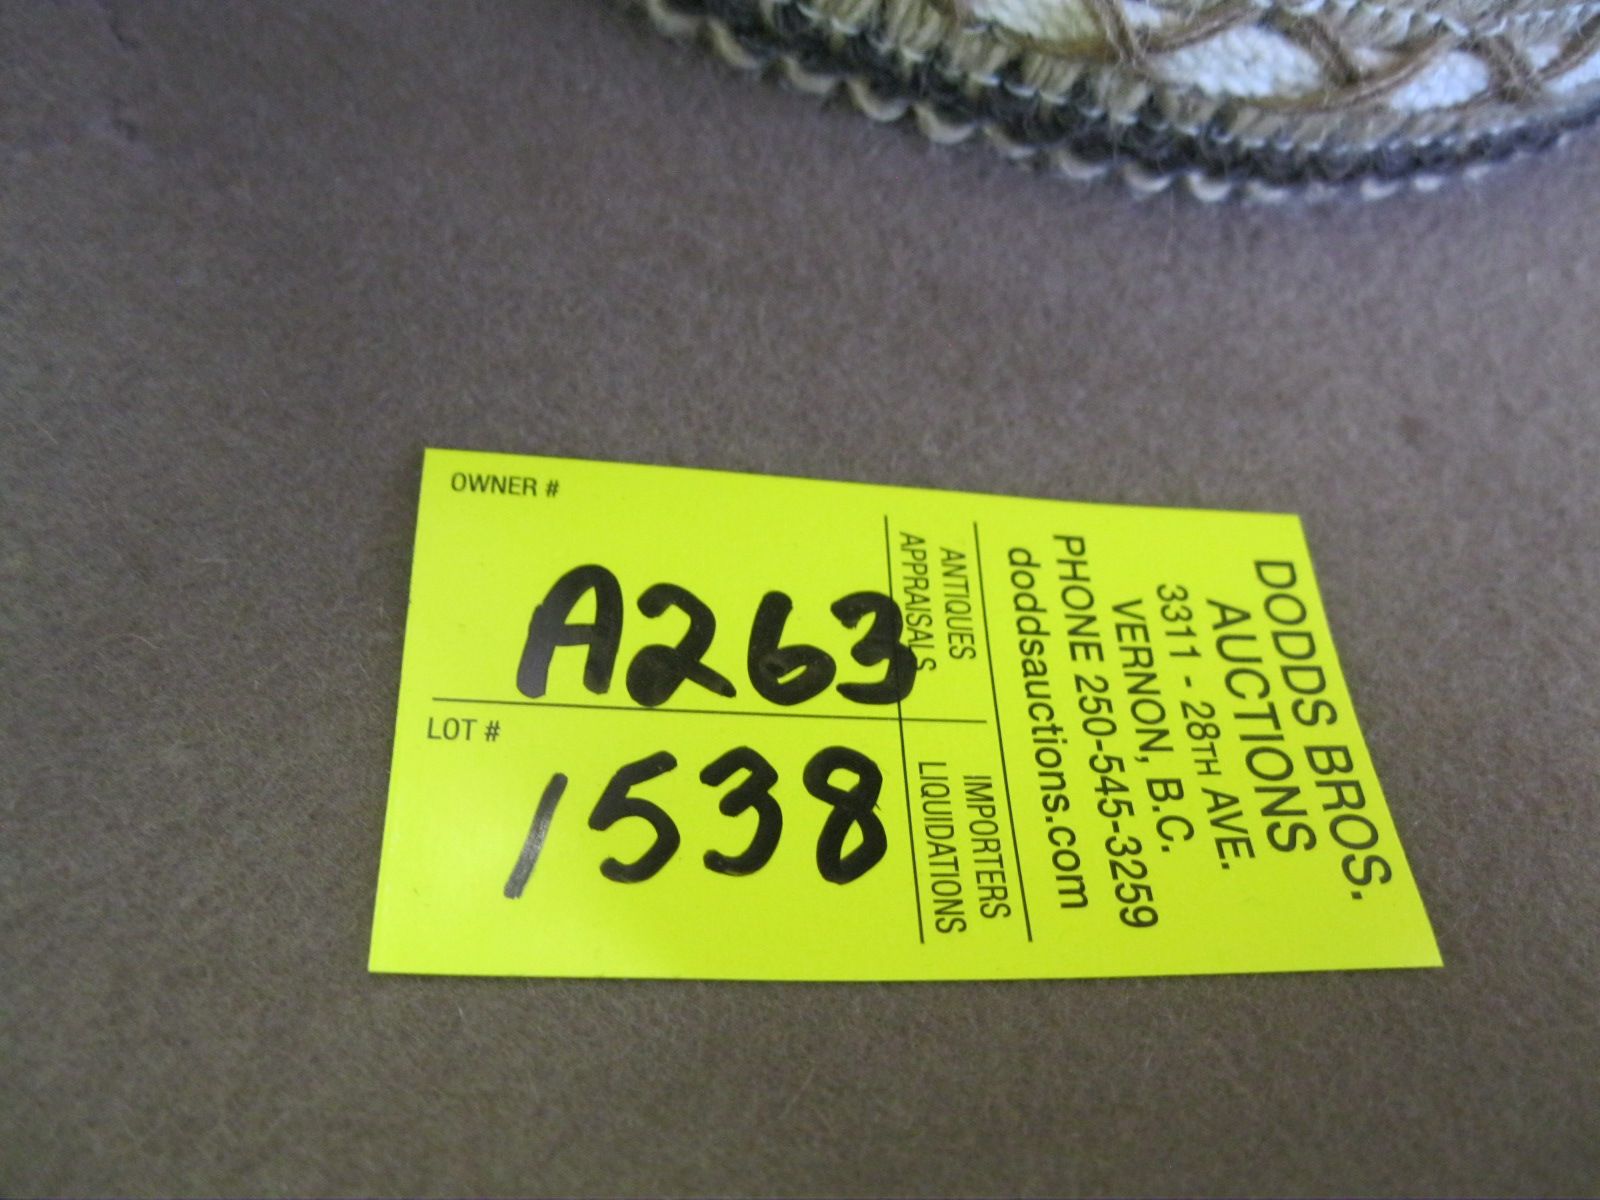 OWNER #
A263
LOT #
1538
ANTIQUES
APPRAISALS
IMPORTERS
LIQUIDATIONS
DODDS BROS.
AUCTIONS
3311 - 28TH AVE.
VERNON, B.C.
PHONE 250-545-3259
doddsauctions.com